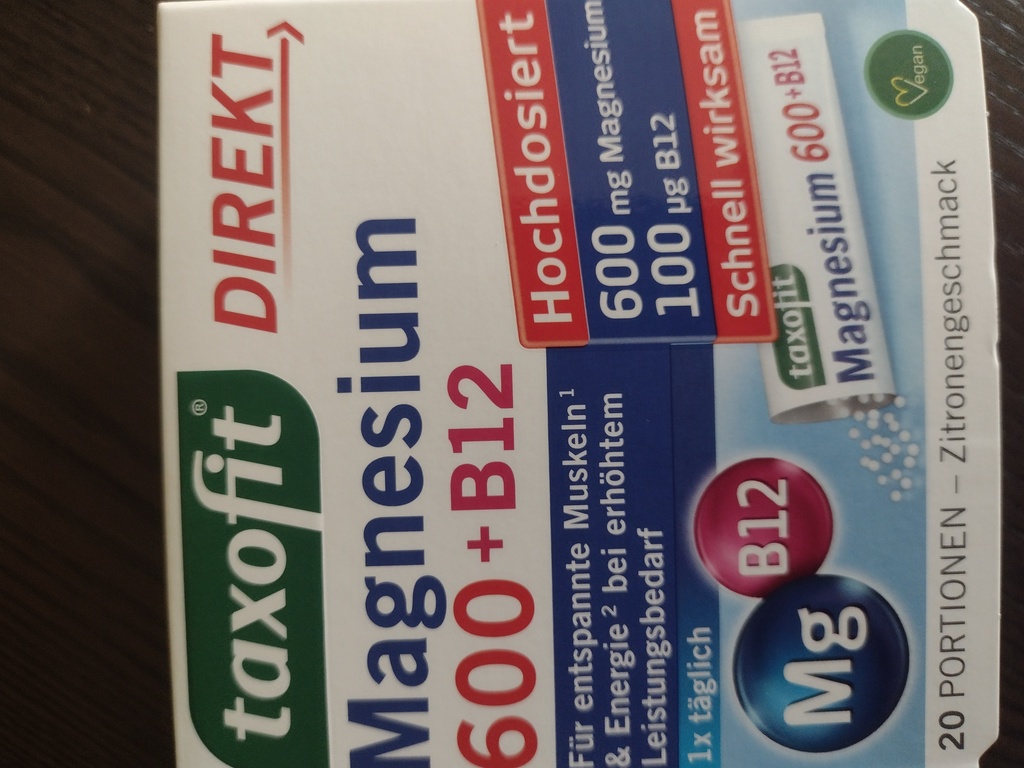 taxofit®
DIREKT
Magnesium
600+B12
Für entspannte Muskeln¹
& Energie² bei erhöhtem
Leistungsbedarf
1x täglich
Hochdosiert
600 mg Magnesium
100 µg B12
Schnell wirksam
taxofit
Magnesium 600+B12
Mg
B12
Vegan
20 PORTIONEN – Zitronengeschmack